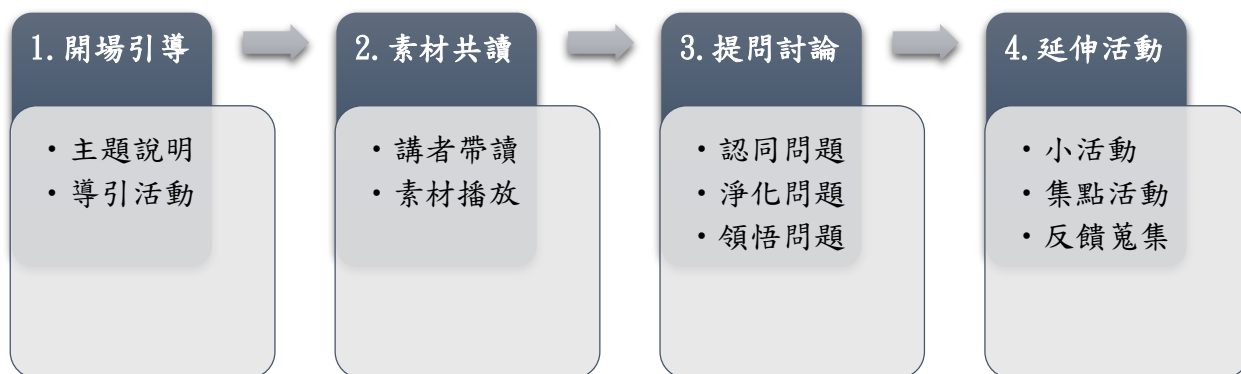 1.開場引導
・主題說明
・導引活動
2.素材共讀
・講者帶讀
・素材播放
3.提問討論
・認同問題
・淨化問題
・領悟問題
4.延伸活動
・小活動
・集點活動
・反饋蒐集